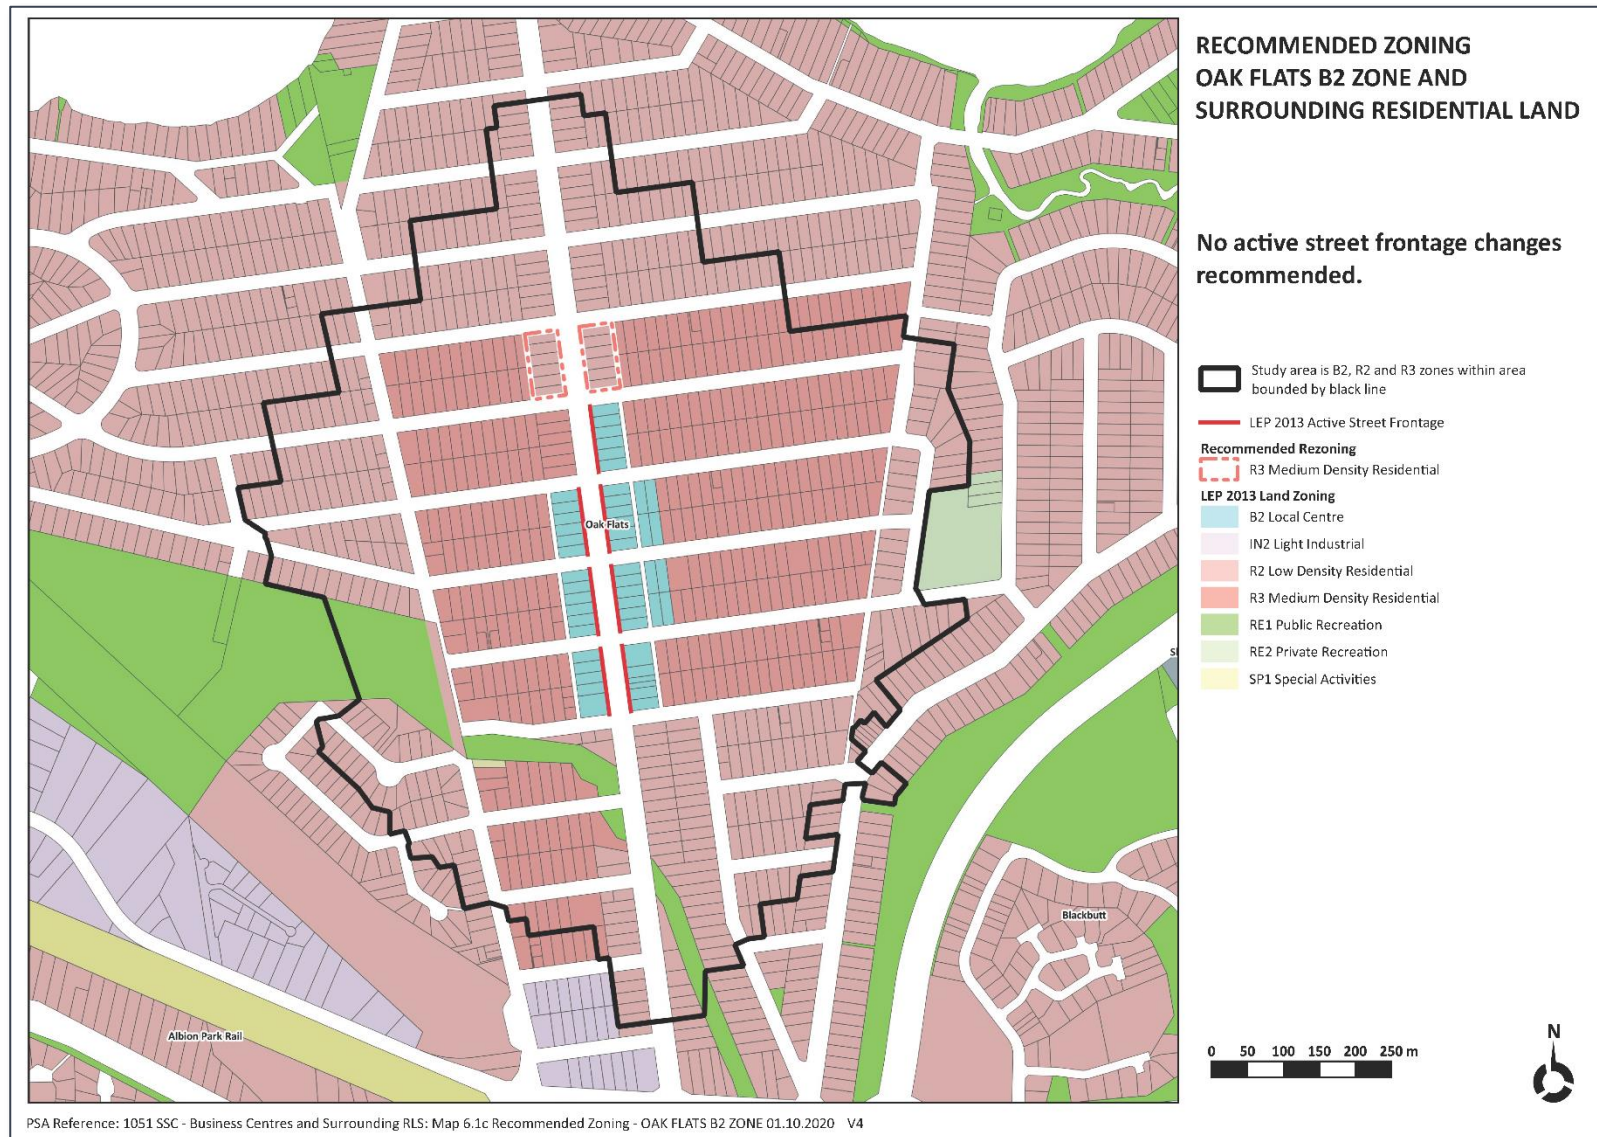 RECOMMENDED ZONING
OAK FLATS B2 ZONE AND
SURROUNDING RESIDENTIAL LAND
No active street frontage changes
recommended.
Study area is B2, R2 and R3 zones within area
bounded by black line
LEP 2013 Active Street Frontage
Recommended Rezoning
R3 Medium Density Residential
LEP 2013 Land Zoning
B2 Local Centre
IN2 Light Industrial
R2 Low Density Residential
R3 Medium Density Residential
RE1 Public Recreation
RE2 Private Recreation
SP1 Special Activities
Oak Flats
Blackbutt
Albion Park Rail
0 50 100 150 200 250 m
N
PSA Reference: 1051 SSC - Business Centres and Surrounding RLS: Map 6.1c Recommended Zoning - OAK FLATS B2 ZONE 01.10.2020 V4